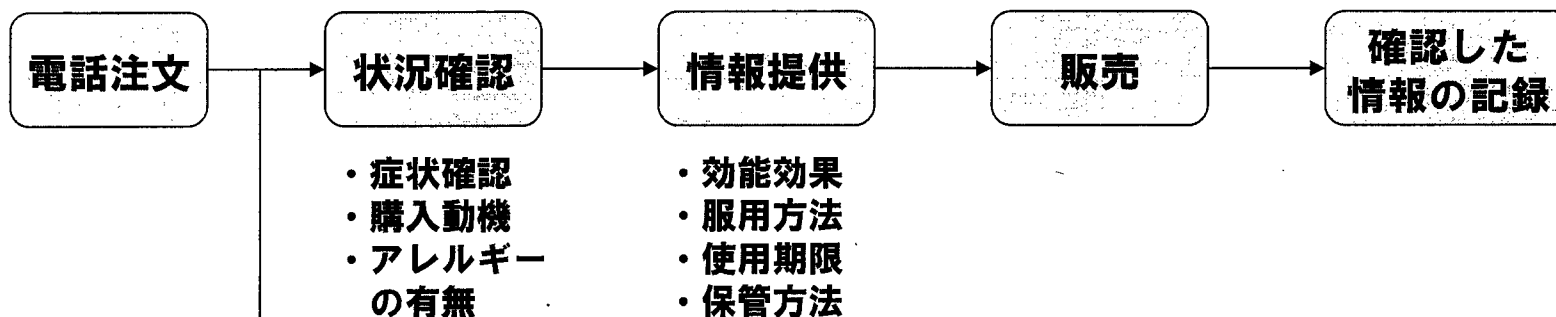 電話注文
状況確認
情報提供
販売
確認した
情報の記録
・症状確認
・購入動機
・アレルギー
の有無
・効能効果
・服用方法
・使用期限
・保管方法